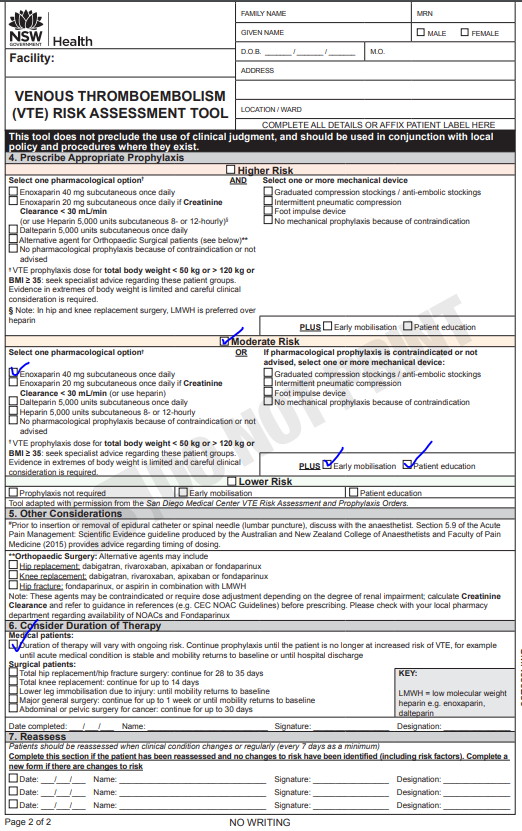 NSW
GOVERNMENT
Health
Facility:
FAMILY NAME
MRN
GIVEN NAME
MALE
FEMALE
D.O.B. _______ / _______ / _______
M.O.
ADDRESS
LOCATION / WARD
COMPLETE ALL DETAILS OR AFFIX PATIENT LABEL HERE
VENOUS THROMBOEMBOLISM
(VTE) RISK ASSESSMENT TOOL
This tool does not preclude the use of clinical judgment, and should be used in conjunction with local
policy and procedures where they exist.
4. Prescribe Appropriate Prophylaxis
Higher Risk
Select one pharmacological option†
AND
Select one or more mechanical device
Enoxaparin 40 mg subcutaneous once daily
Enoxaparin 20 mg subcutaneous once daily if Creatinine
Clearance < 30 mL/min
(or use Heparin 5,000 units subcutaneous 8- or 12-hourly)§
Dalteparin 5,000 units subcutaneous once daily
Alternative agent for Orthopaedic Surgical patients (see below)**
No pharmacological prophylaxis because of contraindication or not
advised
Graduated compression stockings / anti-embolic stockings
Intermittent pneumatic compression
Foot impulse device
No mechanical prophylaxis because of contraindication
† VTE prophylaxis dose for total body weight < 50 kg or > 120 kg or
BMI ≥ 35: seek specialist advice regarding these patient groups.
Evidence in extremes of body weight is limited and careful clinical
consideration is required.
§ Note: In hip and knee replacement surgery, LMWH is preferred over
heparin
PLUS Early mobilisation Patient education
Moderate Risk
Select one pharmacological option†
OR
If pharmacological prophylaxis is contraindicated or not
advised, select one or more mechanical device:
Enoxaparin 40 mg subcutaneous once daily
Enoxaparin 20 mg subcutaneous once daily if Creatinine
Clearance < 30 mL/min (or use heparin)
Dalteparin 5,000 units subcutaneous once daily
Heparin 5,000 units subcutaneous 8- or 12-hourly
No pharmacological prophylaxis because of contraindication or not
advised
Graduated compression stockings / anti-embolic stockings
Intermittent pneumatic compression
Foot impulse device
No mechanical prophylaxis because of contraindication
† VTE prophylaxis dose for total body weight < 50 kg or > 120 kg or
BMI ≥ 35: seek specialist advice regarding these patient groups.
Evidence in extremes of body weight is limited and careful clinical
consideration is required.
PLUS Early mobilisation Patient education
Lower Risk
Prophylaxis not required
Early mobilisation
Patient education
Tool adapted with permission from the San Diego Medical Center VTE Risk Assessment and Prophylaxis Orders.
5. Other Considerations
*Prior to insertion or removal of epidural catheter or spinal needle (lumbar puncture), discuss with the anaesthetist. Section 5.9 of the Acute
Pain Management: Scientific Evidence guideline produced by the Australian and New Zealand College of Anaesthetists and Faculty of Pain
Medicine (2015) provides advice regarding timing of dosing.
**Orthopaedic Surgery: Alternative agents may include
Hip replacement: dabigatran, rivaroxaban, apixaban or fondaparinux
Knee replacement: dabigatran, rivaroxaban, apixaban or fondaparinux
Hip fracture: fondaparinux, or aspirin in combination with LMWH
Note: These agents may be contraindicated or require dose adjustment depending on the degree of renal impairment; calculate Creatinine
Clearance and refer to guidance in references (e.g. CEC NOAC Guidelines) before prescribing. Please check with your local pharmacy
department regarding availability of NOACs and Fondaparinux
6. Consider Duration of Therapy
Medical patients:
Duration of therapy will vary with ongoing risk. Continue prophylaxis until the patient is no longer at increased risk of VTE, for example
until acute medical condition is stable and mobility returns to baseline or until hospital discharge
Surgical patients:
Total hip replacement/hip fracture surgery: continue for 28 to 35 days
Total knee replacement: continue for up to 14 days
Lower leg immobilisation due to injury: until mobility returns to baseline
Major general surgery: continue for up to 1 week or until mobility returns to baseline
Abdominal or pelvic surgery for cancer: continue for up to 30 days
KEY:
LMWH = low molecular weight
heparin e.g. enoxaparin,
dalteparin
Date completed: ___/___/___ Name: ____________ Signature: ____________ Designation: ____________
7. Reassess
Patients should be reassessed when clinical condition changes or regularly (every 7 days as a minimum)
Complete this section if the patient has been reassessed and no changes to risk have been identified (including risk factors). Complete a
new form if there are changes to risk
Date: ___/___/___ Name: ____________ Signature: ____________ Designation: ____________
Date: ___/___/___ Name: ____________ Signature: ____________ Designation: ____________
Date: ___/___/___ Name: ____________ Signature: ____________ Designation: ____________
Page 2 of 2
NO WRITING
DO NOT PRINT